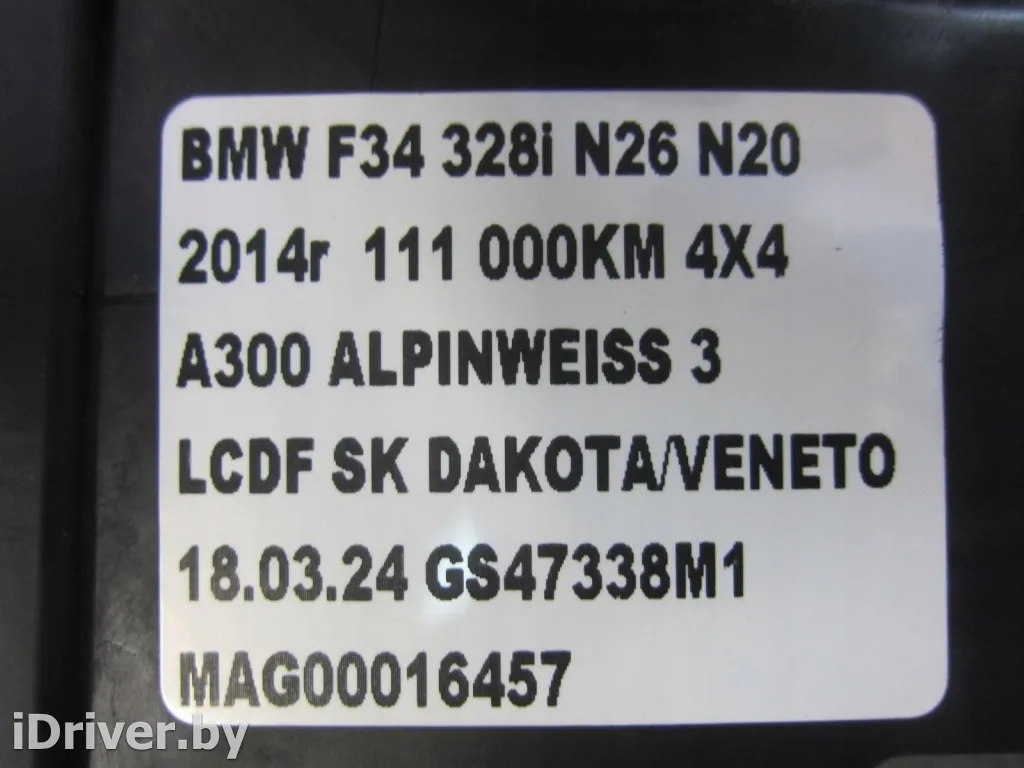 BMW F34 328i N26 N20
2014r 111 000KM 4X4
A300 ALPINWEISS 3
LCDF SK DAKOTA/VENETO
18.03.24 GS47338M1
MAG00016457
iDriver.by